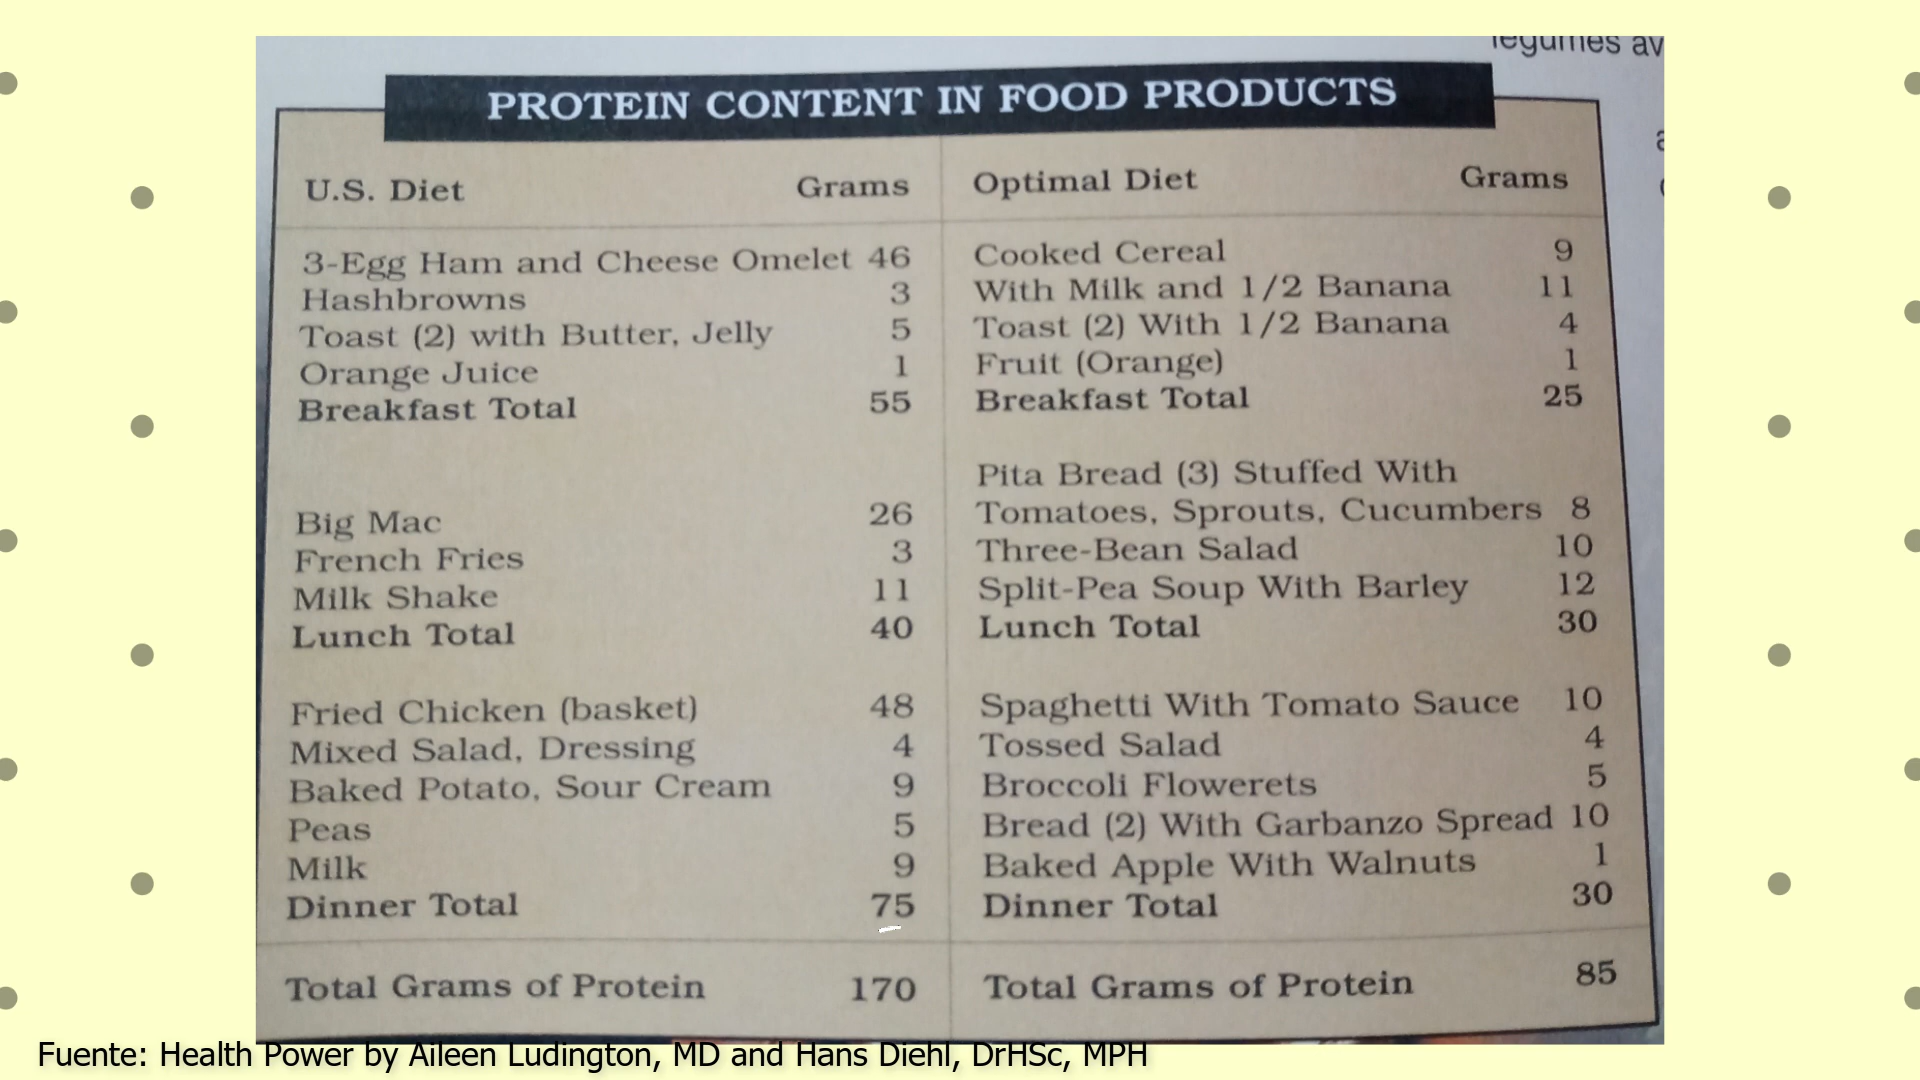 legumes av
PROTEIN CONTENT IN FOOD PRODUCTS
U.S. Diet Grams
3-Egg Ham and Cheese Omelet 46
Hashbrowns 3
Toast (2) with Butter, Jelly 5
Orange Juice 1
Breakfast Total 55
Big Mac 26
French Fries 3
Milk Shake 11
Lunch Total 40
Fried Chicken (basket) 48
Mixed Salad, Dressing 4
Baked Potato, Sour Cream 9
Peas 5
Milk 9
Dinner Total 75
Total Grams of Protein 170
Optimal Diet Grams
Cooked Cereal 9
With Milk and 1/2 Banana 11
Toast (2) With 1/2 Banana 4
Fruit (Orange) 1
Breakfast Total 25
Pita Bread (3) Stuffed With
Tomatoes, Sprouts, Cucumbers 8
Three-Bean Salad 10
Split-Pea Soup With Barley 12
Lunch Total 30
Spaghetti With Tomato Sauce 10
Tossed Salad 4
Broccoli Flowerets 5
Bread (2) With Garbanzo Spread 10
Baked Apple With Walnuts 1
Dinner Total 30
Total Grams of Protein 85
Fuente: Health Power by Aileen Ludington, MD and Hans Diehl, DrHSc, MPH